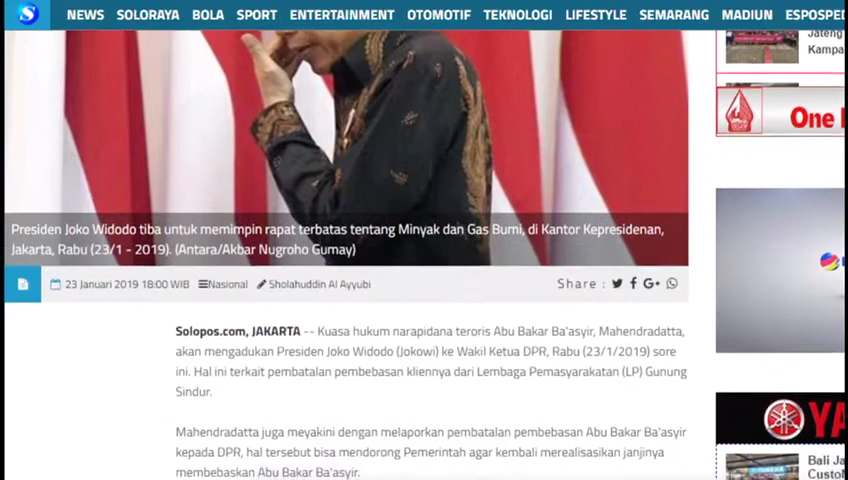 NEWS SOLORAYA BOLA SPORT ENTERTAINMENT OTOMOTIF TEKNOLOGI LIFESTYLE SEMARANG MADIUN ESPOSPED
Presiden Joko Widodo tiba untuk memimpin rapat terbatas tentang Minyak dan Gas Bumi, di Kantor Kepresidenan,
Jakarta, Rabu (23/1 - 2019). (Antara/Akbar Nugroho Gumay)
23 Januari 2019 18:00 WIB Nasional Sholahuddin Al Ayyubi
Share :
Solopos.com, JAKARTA -- Kuasa hukum narapidana teroris Abu Bakar Ba'asyir, Mahendradatta,
akan mengadukan Presiden Joko Widodo (Jokowi) ke Wakil Ketua DPR, Rabu (23/1/2019) sore
ini. Hal ini terkait pembatalan pembebasan kliennya dari Lembaga Pemasyarakatan (LP) Gunung
Sindur.
Mahendradatta juga meyakini dengan melaporkan pembatalan pembebasan Abu Bakar Ba'asyir
kepada DPR, hal tersebut bisa mendorong Pemerintah agar kembali merealisasikan janjinya
membebaskan Abu Bakar Ba'asyir.
Jateng
Kampa
One
YA
Bali Ja
Custo